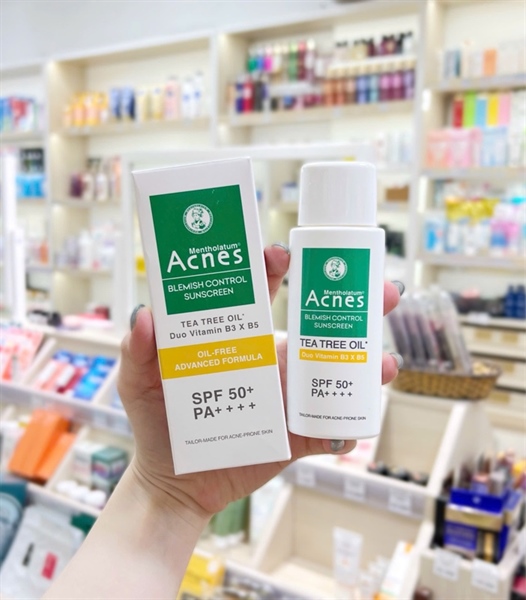 Mentholatum®
Acnes
BLEMISH CONTROL
SUNSCREEN
TEA TREE OIL*
Duo Vitamin B3 X B5
OIL-FREE
ADVANCED FORMULA
SPF 50+
PA++++
TAILOR-MADE FOR ACNE-PRONE SKIN
Mentholatum®
Acnes
BLEMISH CONTROL
SUNSCREEN
TEA TREE OIL*
Duo Vitamin B3 X B5
SPF 50+
PA++++
TAILOR-MADE FOR ACNE-PRONE SKIN